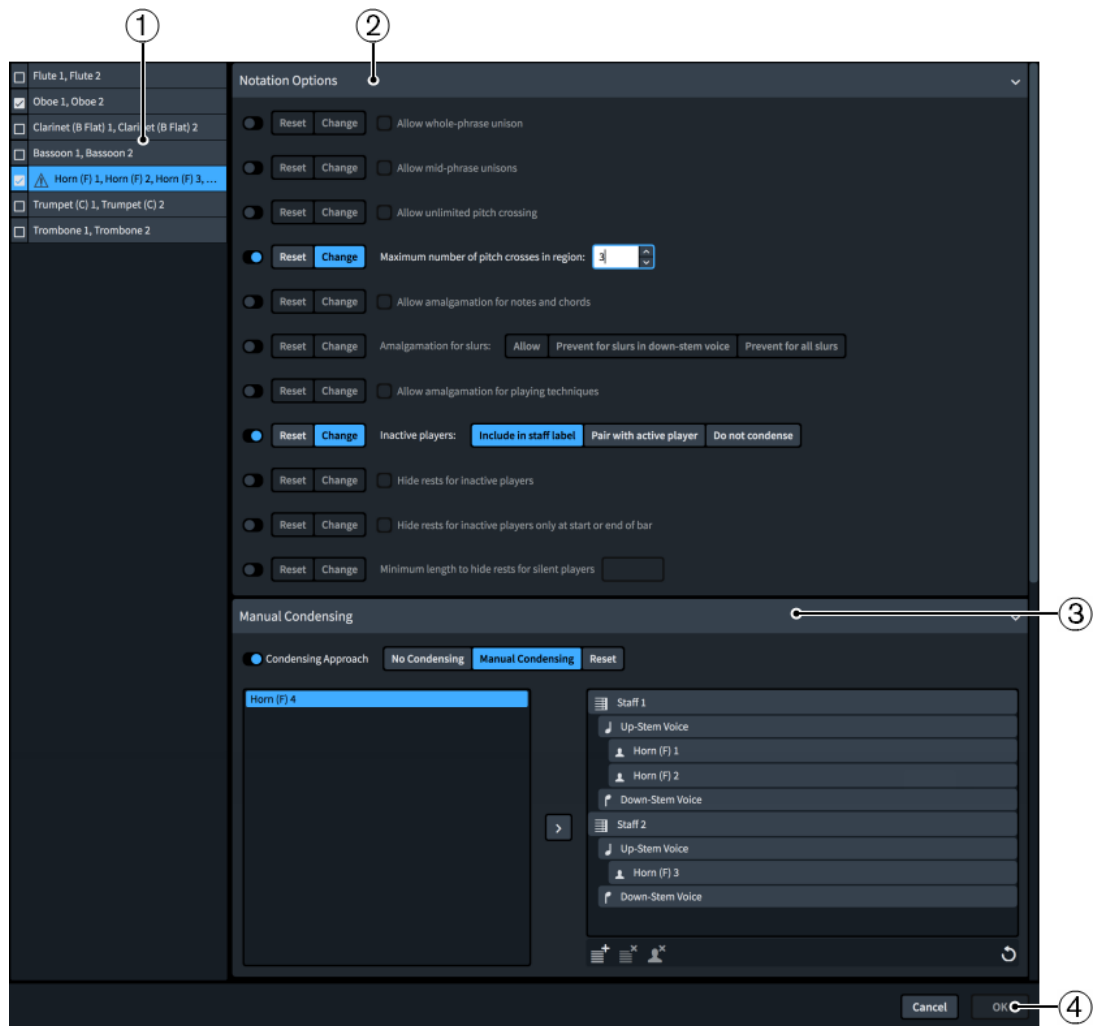 1
2
Flute 1, Flute 2
Oboe 1, Oboe 2
Clarinet (B Flat) 1, Clarinet (B Flat) 2
Bassoon 1, Bassoon 2
Horn (F) 1, Horn (F) 2, Horn (F) 3, ...
Trumpet (C) 1, Trumpet (C) 2
Trombone 1, Trombone 2
Notation Options
Reset Change Allow whole-phrase unison
Reset Change Allow mid-phrase unisons
Reset Change Allow unlimited pitch crossing
Reset Change Maximum number of pitch crosses in region: 3
Reset Change Allow amalgamation for notes and chords
Reset Change Amalgamation for slurs: Allow Prevent for slurs in down-stem voice Prevent for all slurs
Reset Change Allow amalgamation for playing techniques
Reset Change Inactive players: Include in staff label Pair with active player Do not condense
Reset Change Hide rests for inactive players
Reset Change Hide rests for inactive players only at start or end of bar
Reset Change Minimum length to hide rests for silent players
Manual Condensing
3
Condensing Approach No Condensing Manual Condensing Reset
Horn (F) 4
Staff 1
Up-Stem Voice
Horn (F) 1
Horn (F) 2
Down-Stem Voice
Staff 2
Up-Stem Voice
Horn (F) 3
Down-Stem Voice
Cancel OK
4